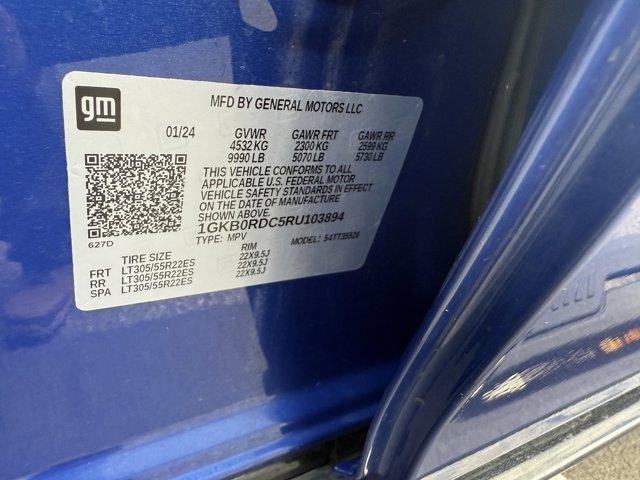 gm
MFD BY GENERAL MOTORS LLC
01/24 GVWR GAWR FRT GAWR RR
4532 KG 2300 KG 2599 KG
9990 LB 5070 LB 5730 LB
THIS VEHICLE CONFORMS TO ALL
APPLICABLE U.S. FEDERAL MOTOR
VEHICLE SAFETY STANDARDS IN EFFECT
ON THE DATE OF MANUFACTURE
SHOWN ABOVE.
1GKB0RDC5RU103894
TYPE: MPV MODEL: 54TT35526
627D
TIRE SIZE RIM
FRT LT305/55R22ES 22X9.5J
RR LT305/55R22ES 22X9.5J
SPA LT305/55R22ES 22X9.5J